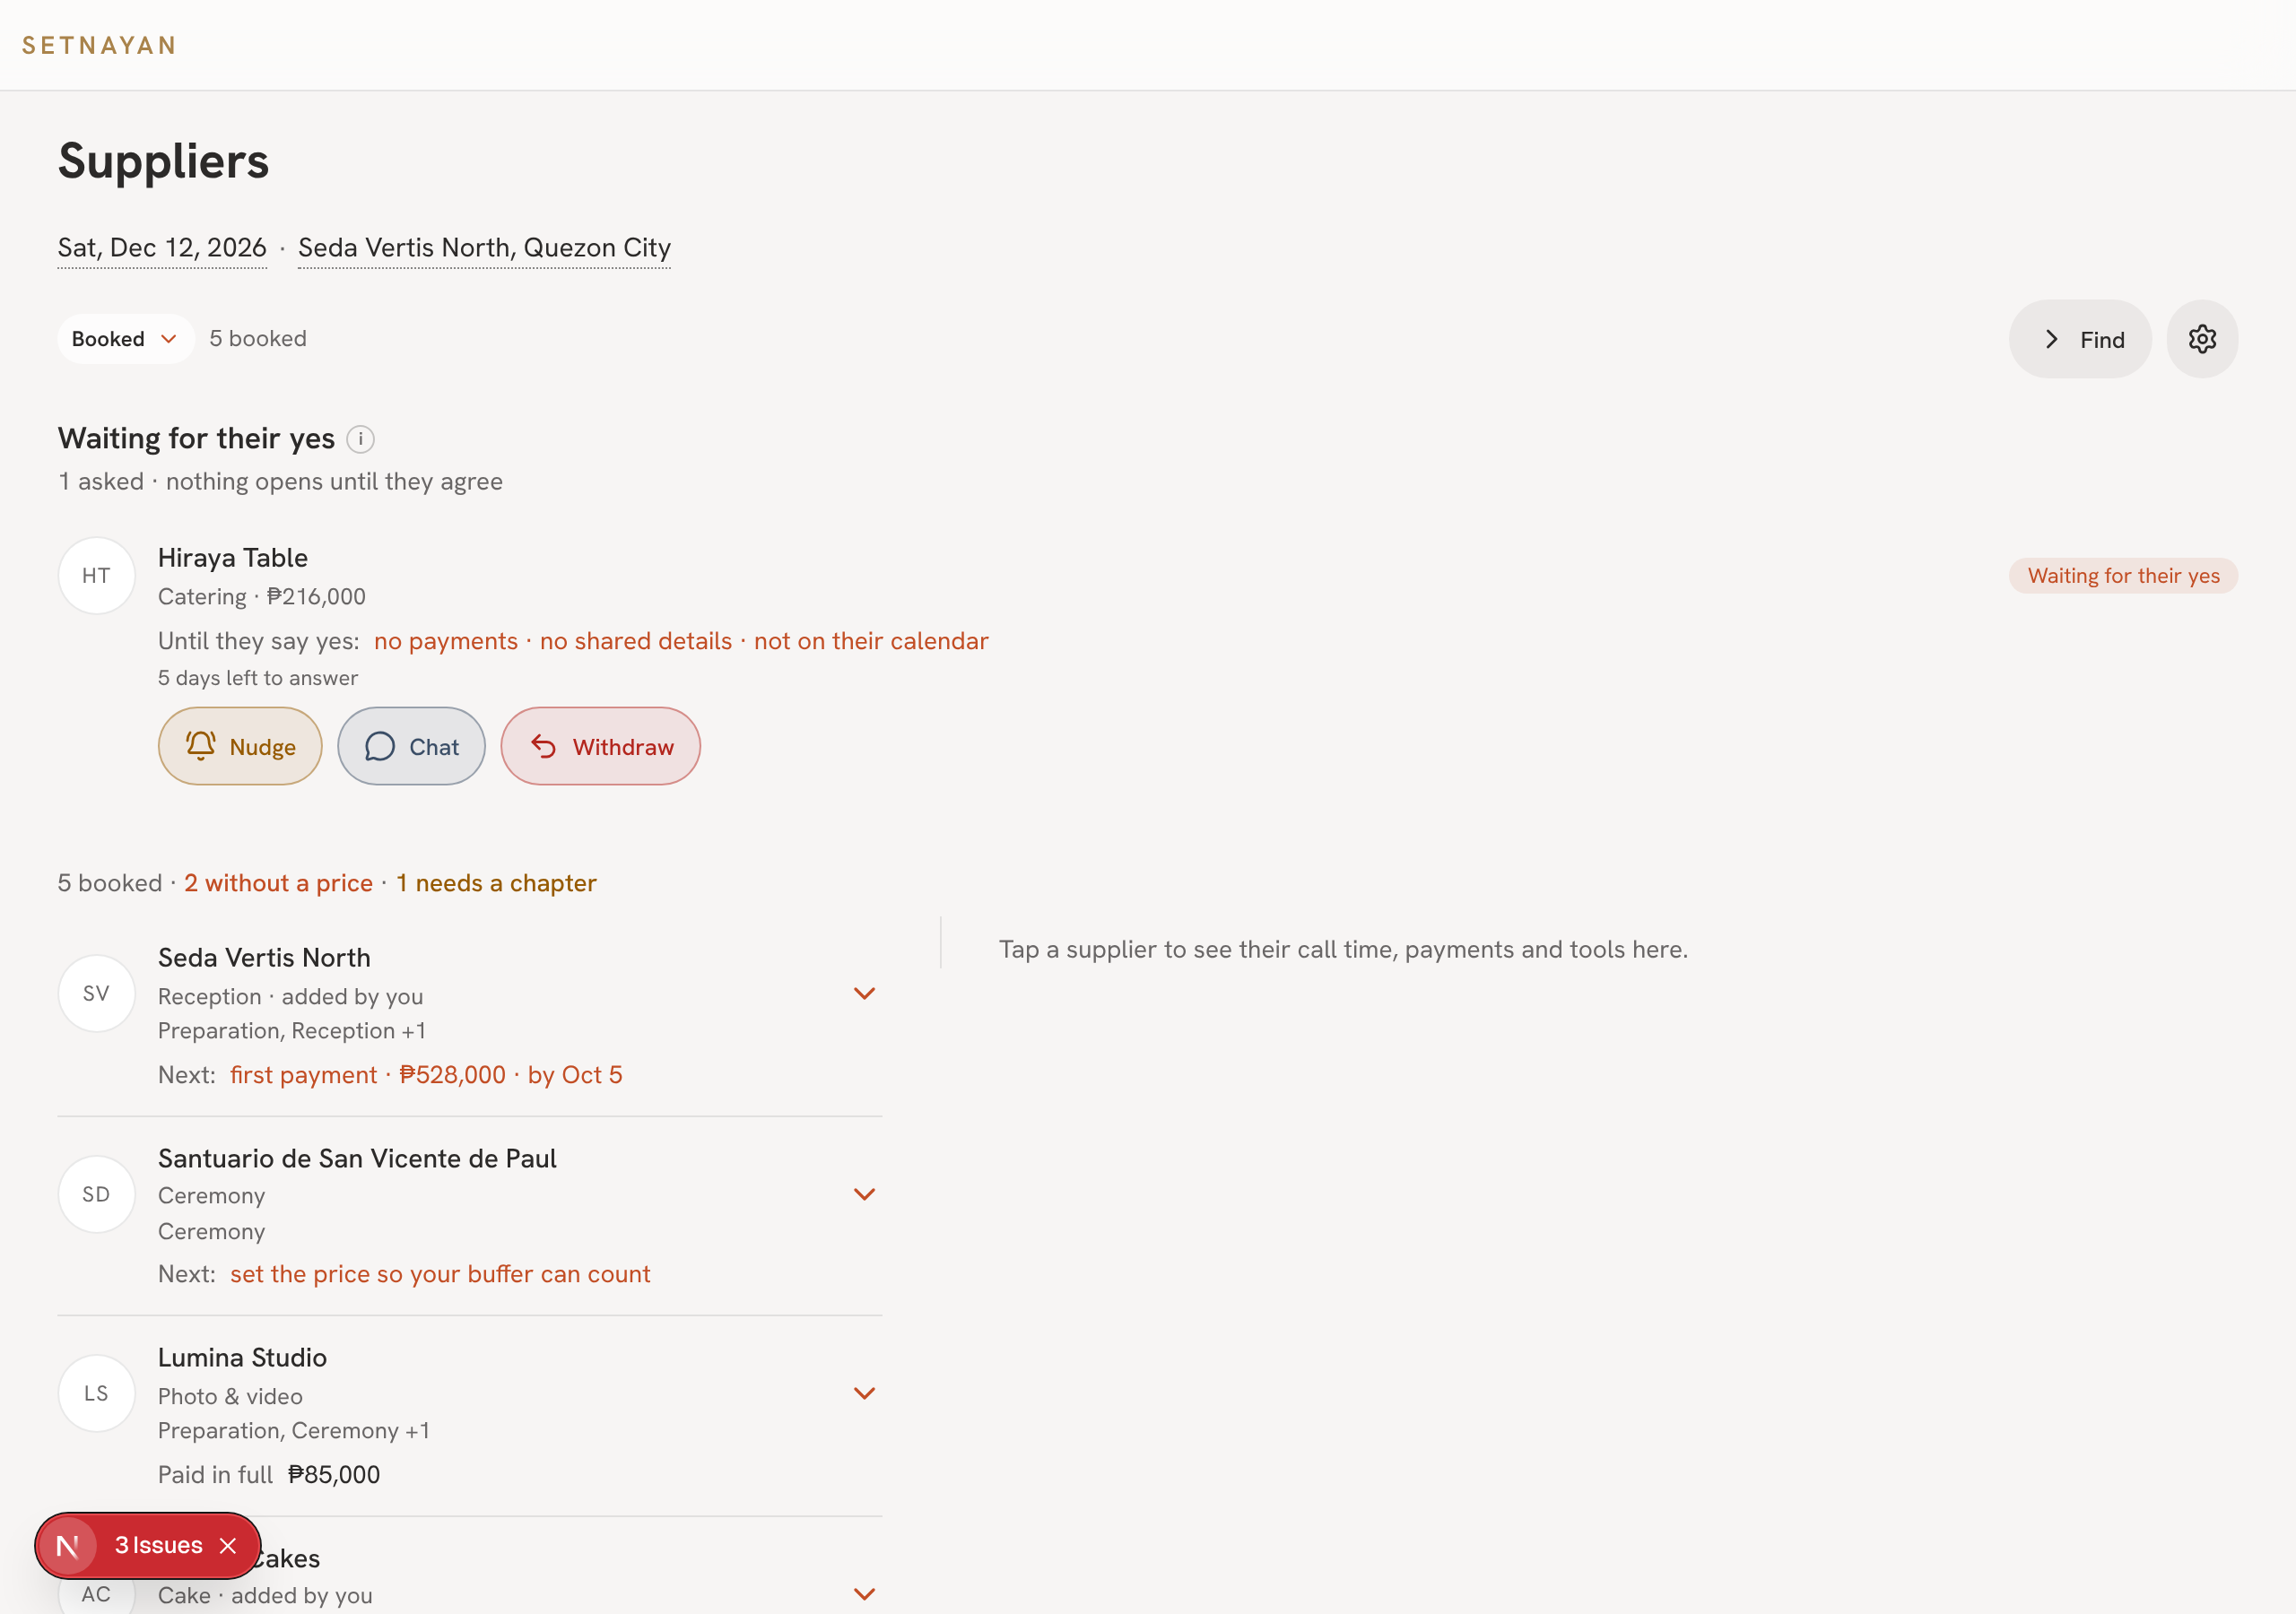 SETNAYAN
Suppliers
Sat, Dec 12, 2026 · Seda Vertis North, Quezon City
Booked 5 booked
Find
Waiting for their yes i
1 asked · nothing opens until they agree
HT
Hiraya Table
Catering · ₱216,000
Waiting for their yes
Until they say yes: no payments · no shared details · not on their calendar
5 days left to answer
Nudge Chat Withdraw
5 booked · 2 without a price · 1 needs a chapter
SV
Seda Vertis North
Reception · added by you
Preparation, Reception +1
Next: first payment · ₱528,000 · by Oct 5
Tap a supplier to see their call time, payments and tools here.
SD
Santuario de San Vicente de Paul
Ceremony
Ceremony
Next: set the price so your buffer can count
LS
Lumina Studio
Photo & video
Preparation, Ceremony +1
Paid in full ₱85,000
N 3 Issues
Cakes
AC
Cake · added by you